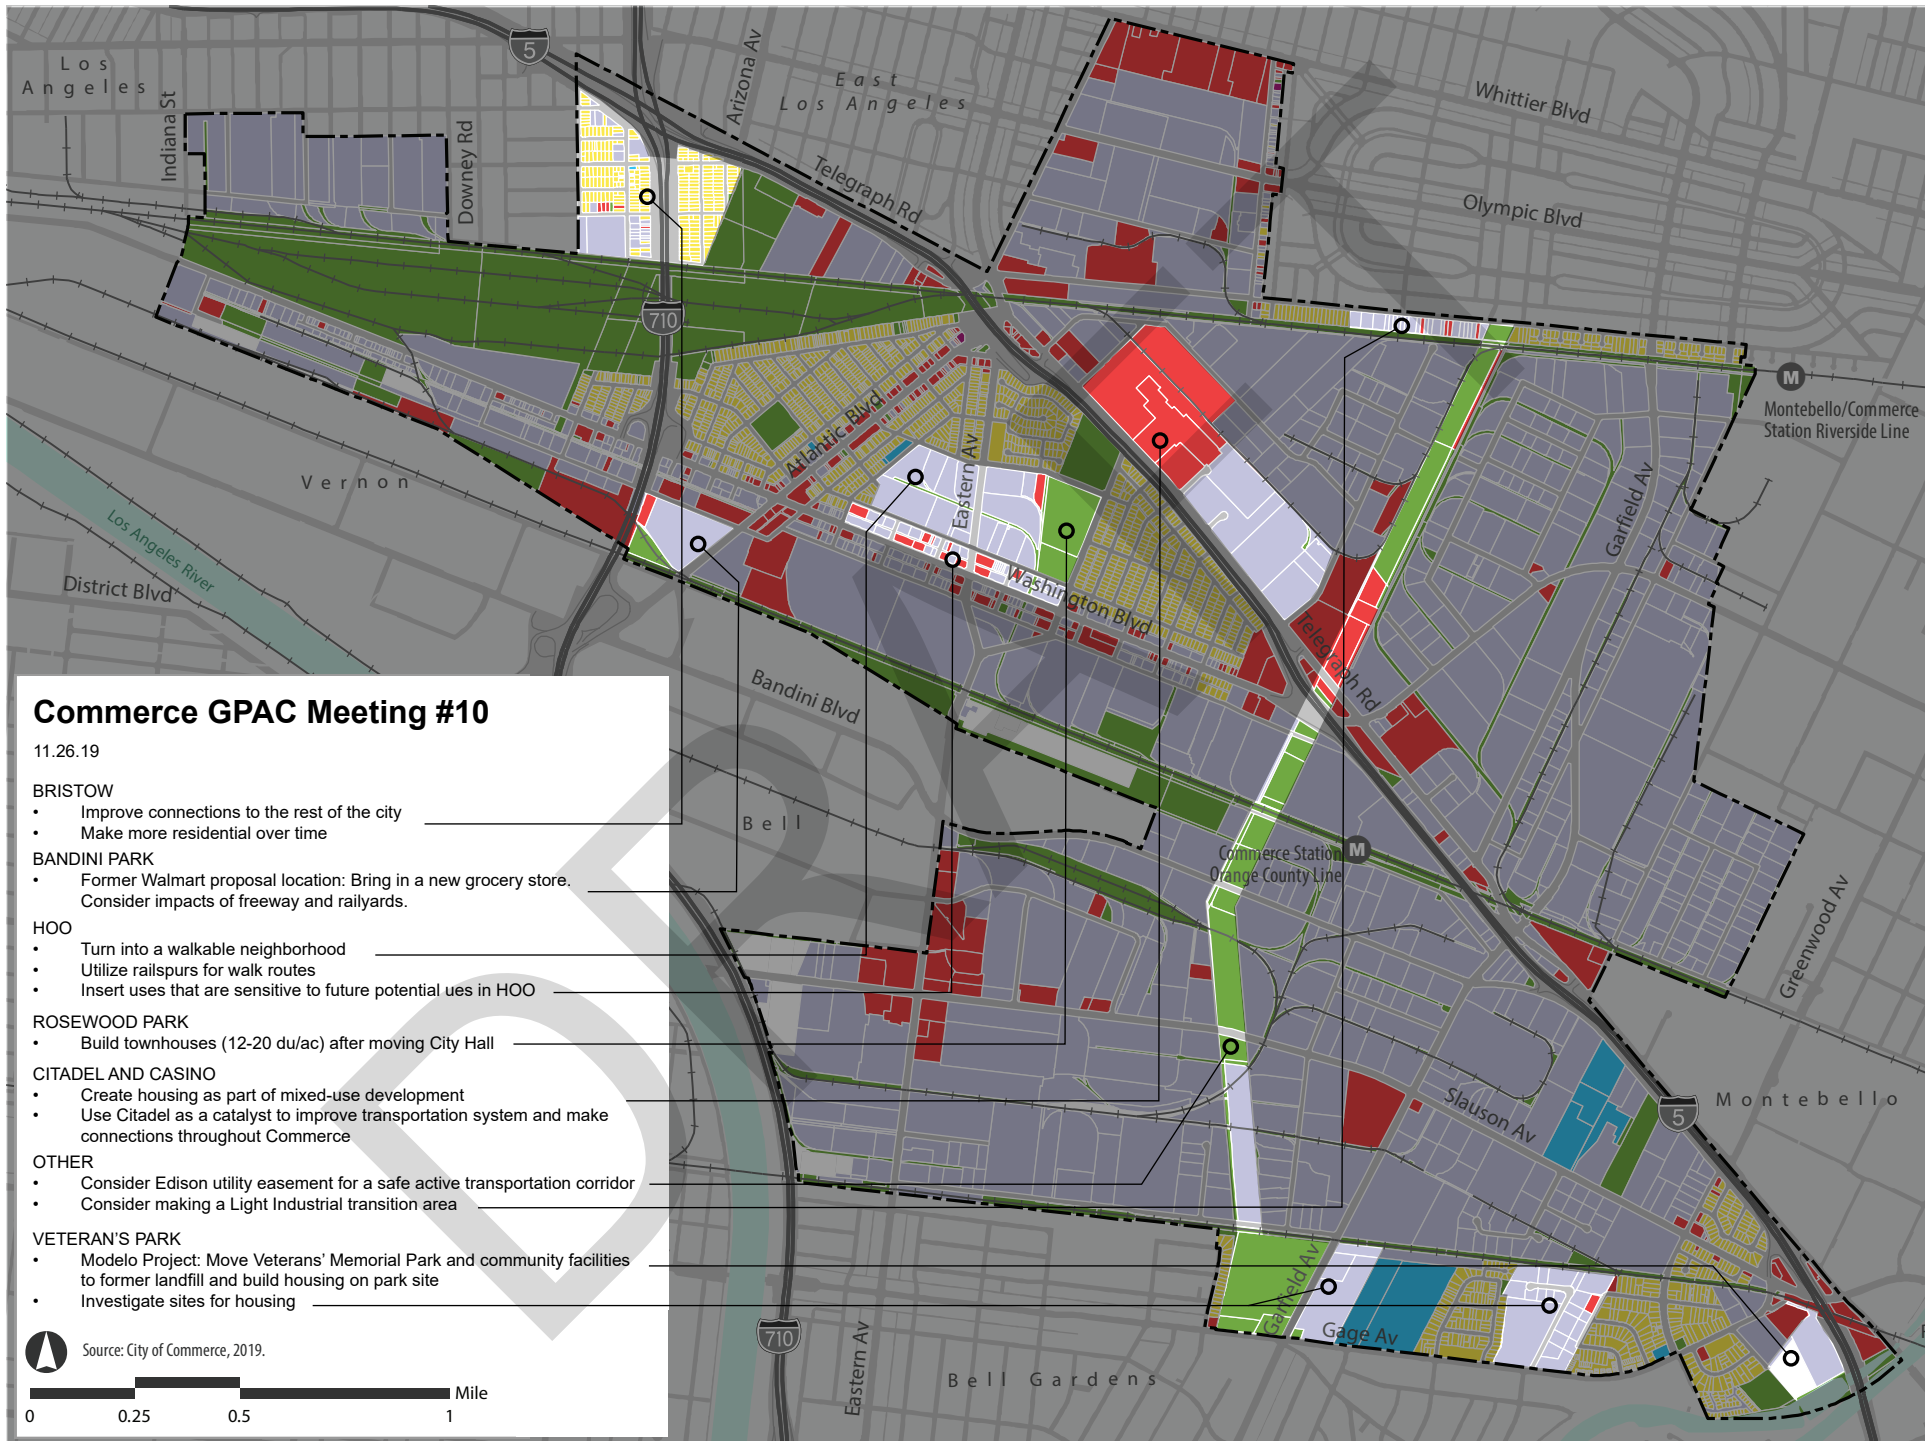 5
Los
Angeles
Indiana St
Downey Rd
Arizona Av
East
Los Angeles
Telegraph Rd
Whittier Blvd
Olympic Blvd
710
M
Montebello/Commerce
Station Riverside Line
Vernon
Los Angeles River
District Blvd
Atlantic Blvd
Eastern Av
Washington Blvd
Garfield Av
Telegraph Rd
Bandini Blvd
Bell
Commerce Station
Orange County Line
M
Greenwood Av
Slauson Av
5
Montebello
Garfield Av
Gage Av
710
Eastern Av
Bell Gardens
DRAFT
Commerce GPAC Meeting #10
11.26.19
BRISTOW
• Improve connections to the rest of the city
• Make more residential over time
BANDINI PARK
• Former Walmart proposal location: Bring in a new grocery store.
Consider impacts of freeway and railyards.
HOO
• Turn into a walkable neighborhood
• Utilize railspurs for walk routes
• Insert uses that are sensitive to future potential ues in HOO
ROSEWOOD PARK
• Build townhouses (12-20 du/ac) after moving City Hall
CITADEL AND CASINO
• Create housing as part of mixed-use development
• Use Citadel as a catalyst to improve transportation system and make
connections throughout Commerce
OTHER
• Consider Edison utility easement for a safe active transportation corridor
• Consider making a Light Industrial transition area
VETERAN'S PARK
• Modelo Project: Move Veterans' Memorial Park and community facilities
to former landfill and build housing on park site
• Investigate sites for housing
Source: City of Commerce, 2019.
Mile
0 0.25 0.5 1